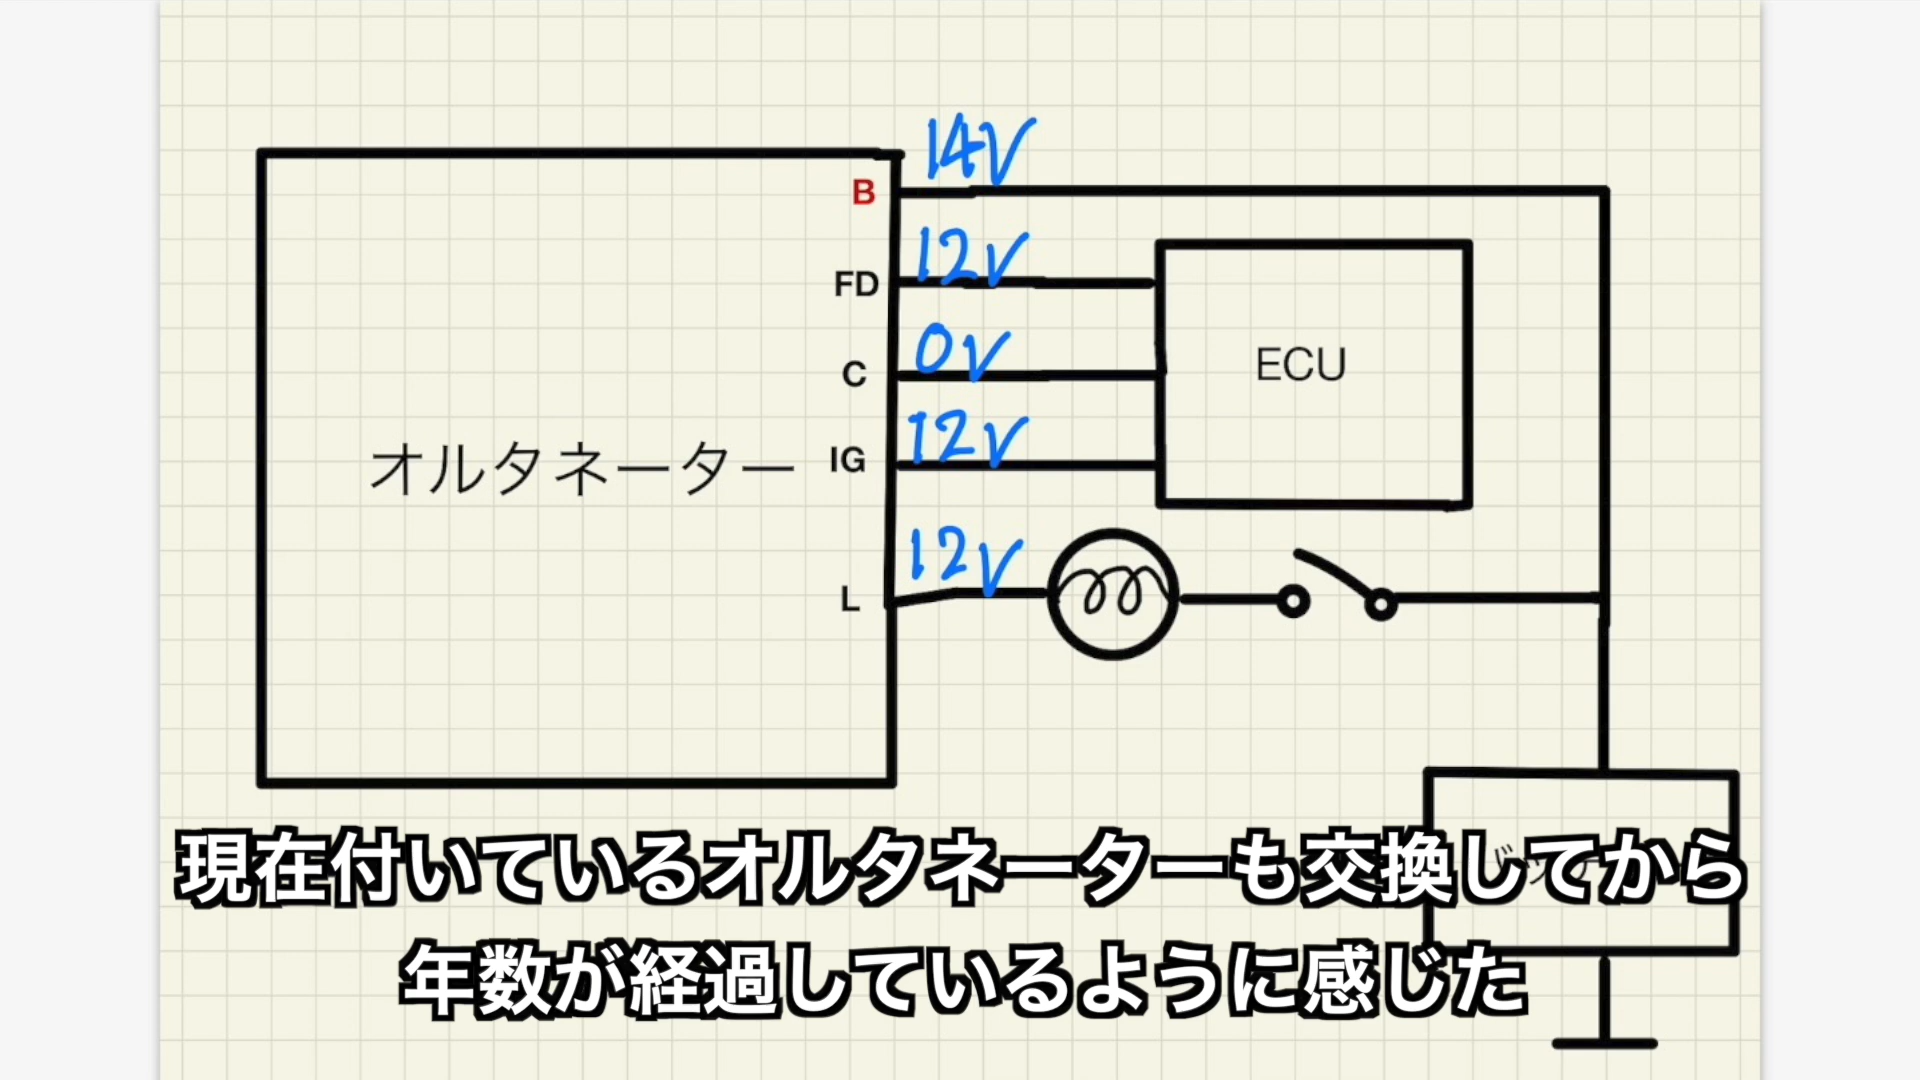 14V
B
12V
FD
0V
C
ECU
12V
オルタネーター
IG
12V
L
現在付いているオルタネーターも交換してから
年数が経過しているように感じた